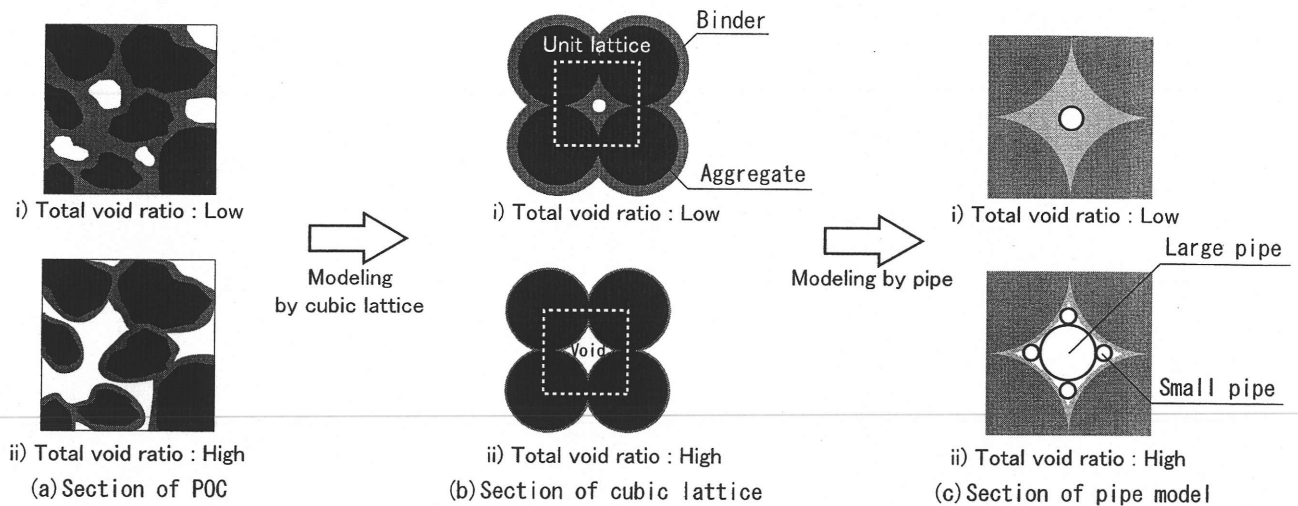 i) Total void ratio : Low
ii) Total void ratio : High
(a)Section of POC
Modeling
by cubic lattice
Binder
Unit lattice
Aggregate
i) Total void ratio : Low
Void
ii) Total void ratio : High
(b)Section of cubic lattice
Modeling by pipe
i) Total void ratio : Low
Large pipe
Small pipe
ii) Total void ratio : High
(c)Section of pipe model